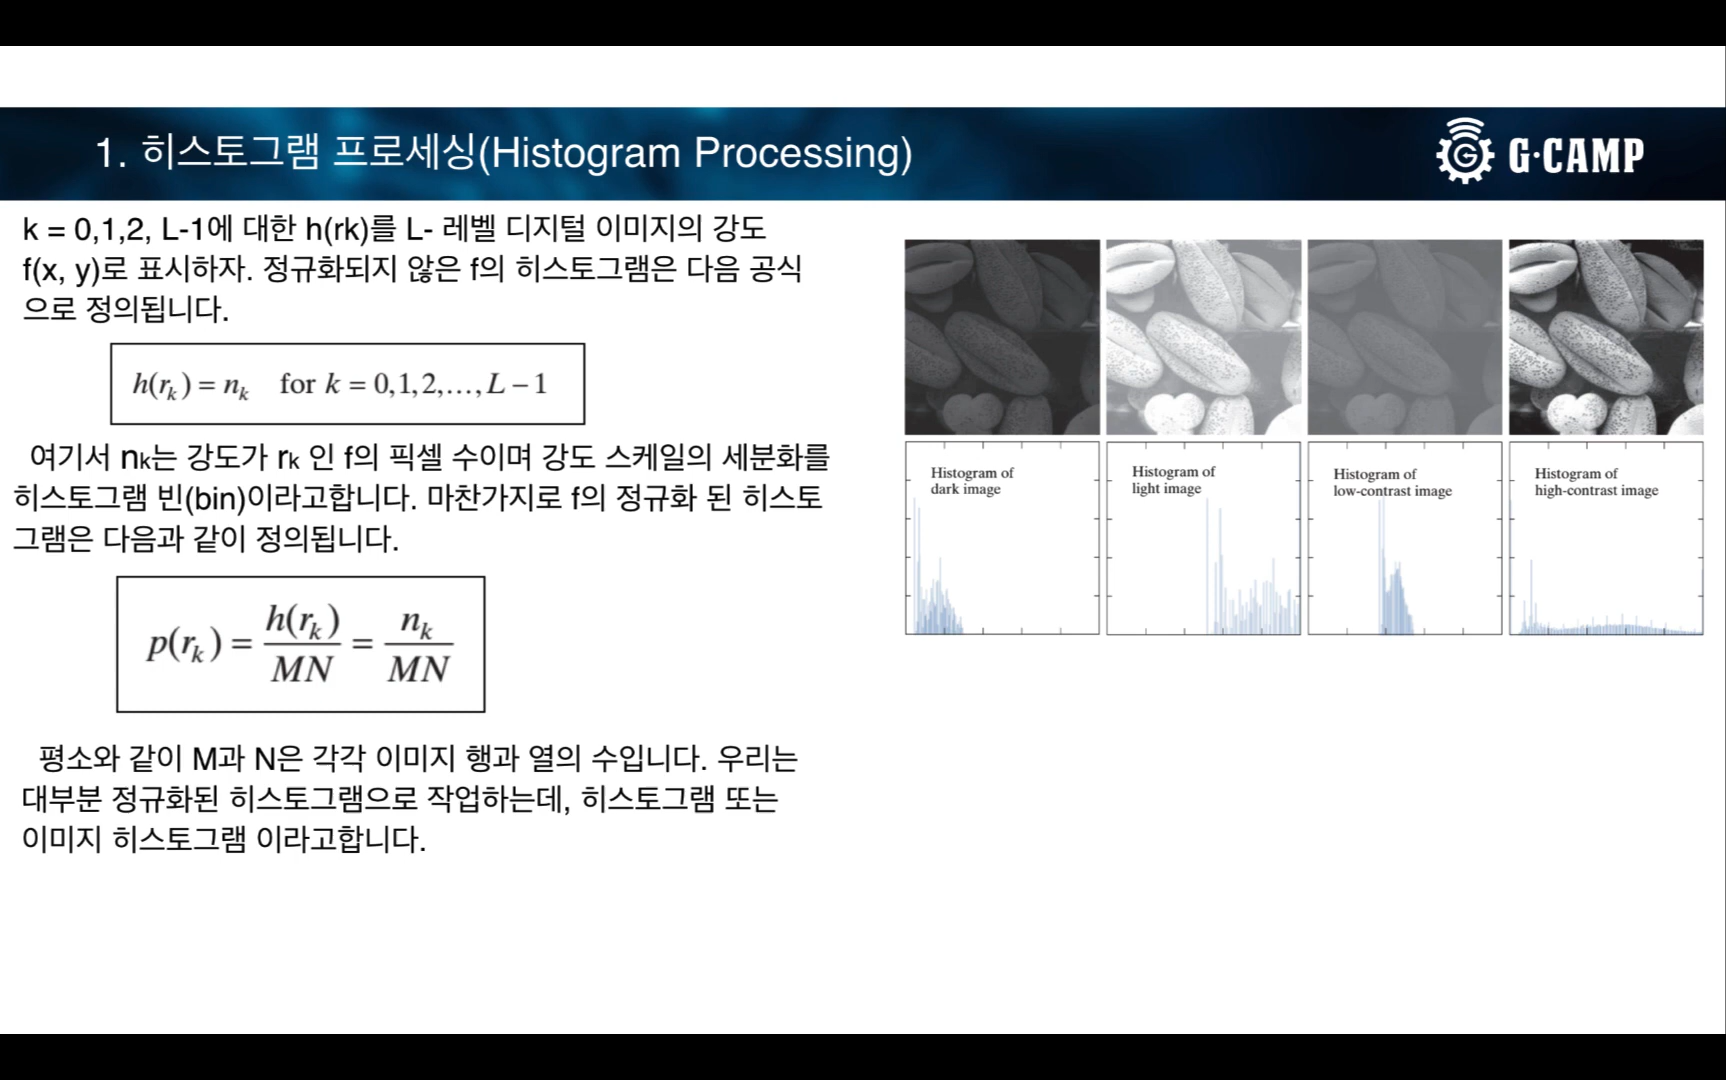 1. 히스토그램 프로세싱(Histogram Processing)
G·CAMP
k = 0,1,2, L-1에 대한 h(rk)를 L- 레벨 디지털 이미지의 강도
f(x, y)로 표시하자. 정규화되지 않은 f의 히스토그램은 다음 공식
으로 정의됩니다.
h(rₖ) = nₖ for k = 0,1,2,…, L – 1
여기서 nk는 강도가 rk 인 f의 픽셀 수이며 강도 스케일의 세분화를
히스토그램 빈(bin)이라고합니다. 마찬가지로 f의 정규화 된 히스토
그램은 다음과 같이 정의됩니다.
p(rₖ) = h(rₖ)/MN = nₖ/MN
평소와 같이 M과 N은 각각 이미지 행과 열의 수입니다. 우리는
대부분 정규화된 히스토그램으로 작업하는데, 히스토그램 또는
이미지 히스토그램 이라고합니다.
Histogram of
dark image
Histogram of
light image
Histogram of
low-contrast image
Histogram of
high-contrast image